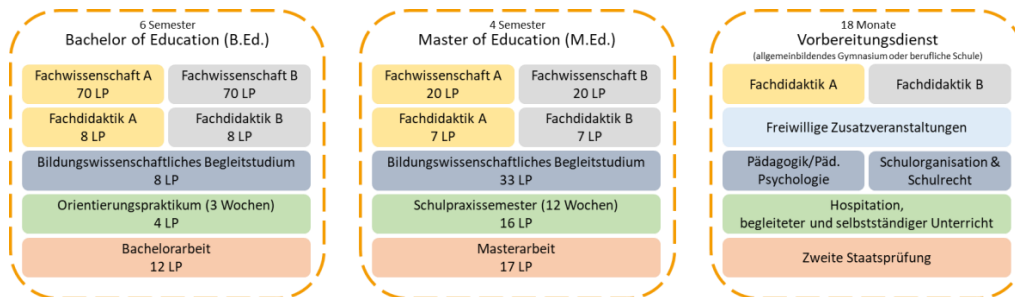 6 Semester
Bachelor of Education (B.Ed.)
Fachwissenschaft A
70 LP
Fachwissenschaft B
70 LP
Fachdidaktik A
8 LP
Fachdidaktik B
8 LP
Bildungswissenschaftliches Begleitstudium
8 LP
Orientierungspraktikum (3 Wochen)
4 LP
Bachelorarbeit
12 LP
4 Semester
Master of Education (M.Ed.)
Fachwissenschaft A
20 LP
Fachwissenschaft B
20 LP
Fachdidaktik A
7 LP
Fachdidaktik B
7 LP
Bildungswissenschaftliches Begleitstudium
33 LP
Schulpraxissemester (12 Wochen)
16 LP
Masterarbeit
17 LP
18 Monate
Vorbereitungsdienst
(allgemeinbildendes Gymnasium oder berufliche Schule)
Fachdidaktik A
Fachdidaktik B
Freiwillige Zusatzveranstaltungen
Pädagogik/Päd.
Psychologie
Schulorganisation &
Schulrecht
Hospitation,
begleiteter und selbstständiger Unterricht
Zweite Staatsprüfung